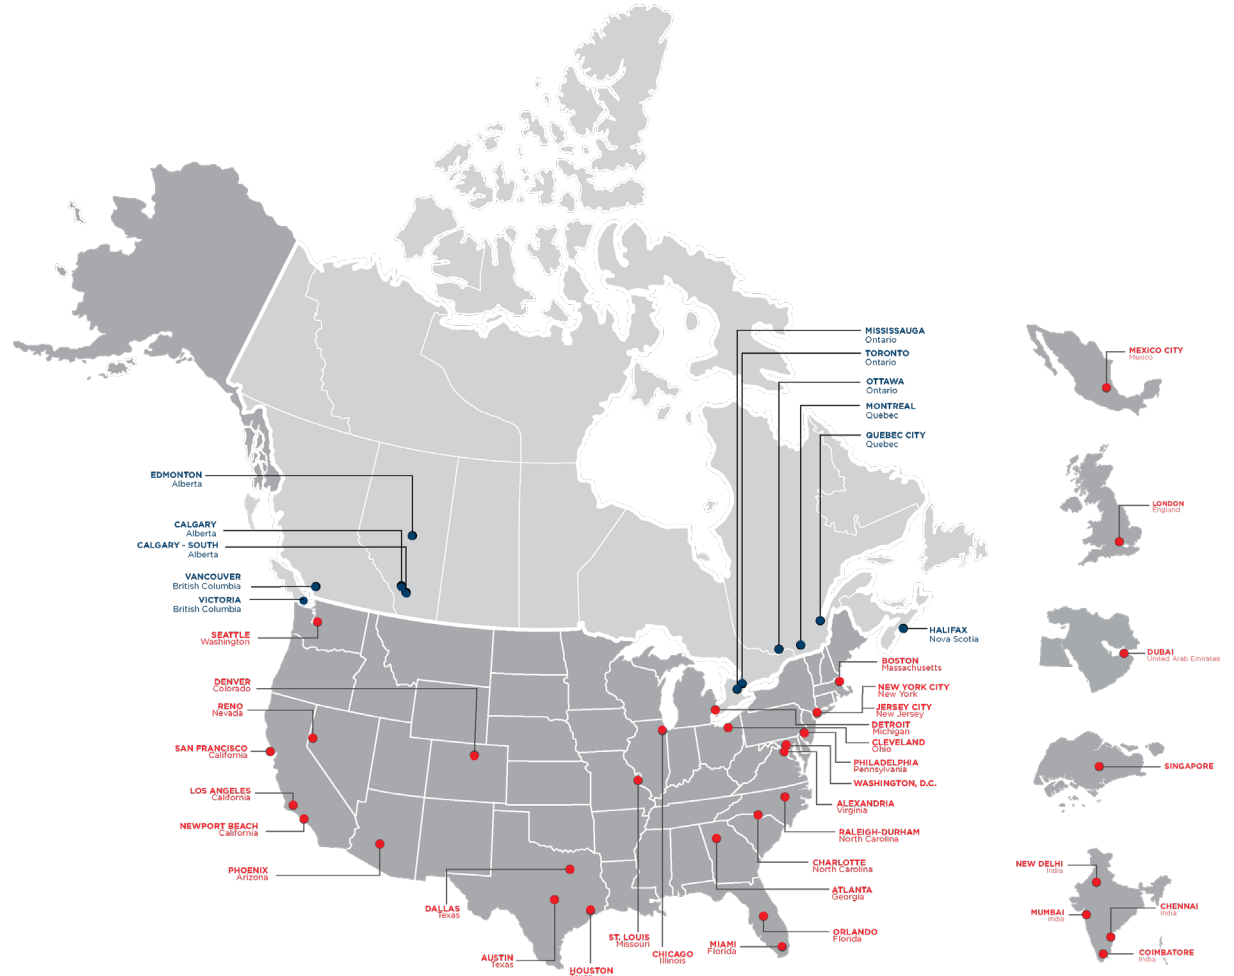 MISSISSAUGA
Ontario
TORONTO
Ontario
OTTAWA
Ontario
MONTREAL
Quebec
QUEBEC CITY
Quebec
EDMONTON
Alberta
CALGARY
Alberta
CALGARY - SOUTH
Alberta
VANCOUVER
British Columbia
VICTORIA
British Columbia
SEATTLE
Washington
DENVER
Colorado
RENO
Nevada
SAN FRANCISCO
California
LOS ANGELES
California
NEWPORT BEACH
California
PHOENIX
Arizona
DALLAS
Texas
AUSTIN
Texas
HOUSTON
ST. LOUIS
Missouri
CHICAGO
Illinois
MIAMI
Florida
ORLANDO
Florida
ATLANTA
Georgia
CHARLOTTE
North Carolina
RALEIGH-DURHAM
North Carolina
ALEXANDRIA
Virginia
WASHINGTON, D.C.
PHILADELPHIA
Pennsylvania
CLEVELAND
Ohio
DETROIT
Michigan
JERSEY CITY
New Jersey
NEW YORK CITY
New York
BOSTON
Massachusetts
HALIFAX
Nova Scotia
MEXICO CITY
Mexico
LONDON
England
DUBAI
United Arab Emirates
SINGAPORE
NEW DELHI
India
MUMBAI
India
CHENNAI
India
COIMBATORE
India